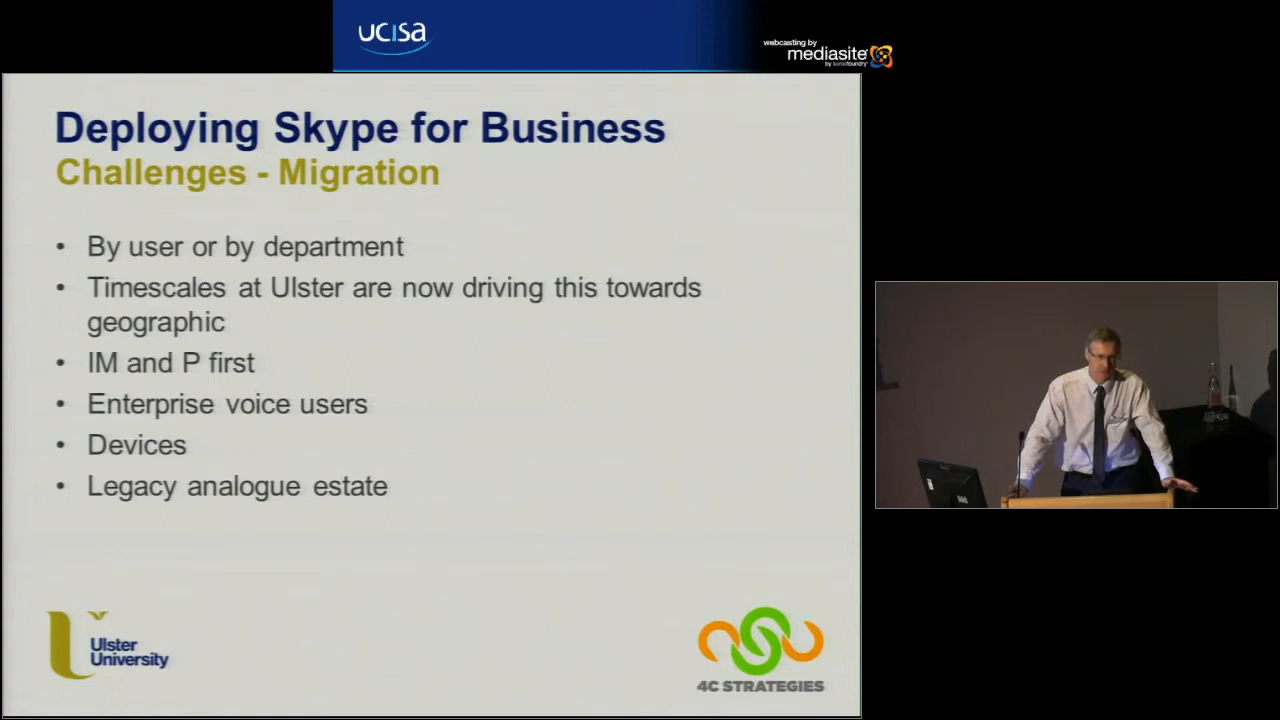 ucisa
webcasting by
mediasite
by sonicfoundry
Deploying Skype for Business
Challenges - Migration
• By user or by department
• Timescales at Ulster are now driving this towards
geographic
• IM and P first
• Enterprise voice users
• Devices
• Legacy analogue estate
Ulster
University
4C STRATEGIES